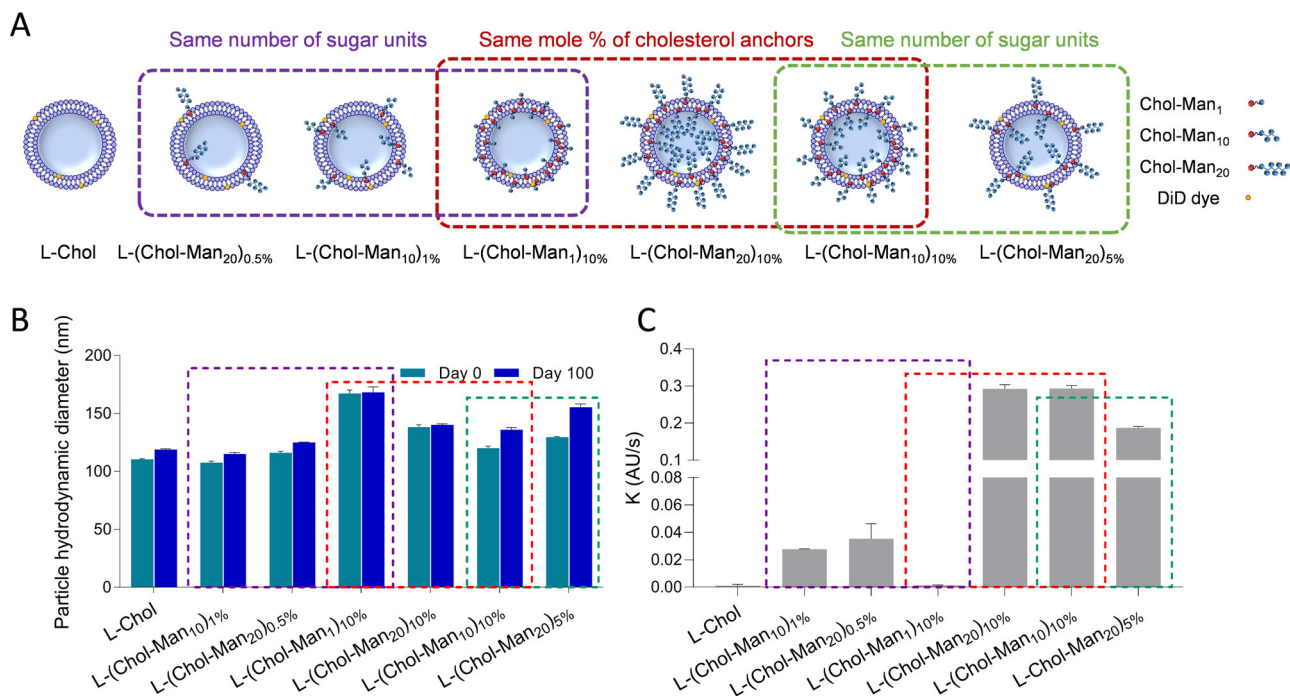 A
Same number of sugar units
Same mole % of cholesterol anchors
Same number of sugar units
Chol-Man₁
Chol-Man₁₀
Chol-Man₂₀
DiD dye
L-Chol
L-(Chol-Man₂₀)₀.₅%
L-(Chol-Man₁₀)₁%
L-(Chol-Man₁)₁₀%
L-(Chol-Man₂₀)₁₀%
L-(Chol-Man₁₀)₁₀%
L-(Chol-Man₂₀)₅%
B
Particle hydrodynamic diameter (nm)
200
150
100
50
0
Day 0
Day 100
L-Chol
L-(Chol-Man₁₀)1%
L-(Chol-Man₂₀)0.5%
L-(Chol-Man₁)10%
L-(Chol-Man₂₀)10%
L-(Chol-Man₁₀)10%
L-(Chol-Man₂₀)5%
C
K (AU/s)
0.4
0.3
0.2
0.1
0.08
0.06
0.04
0.02
0.00
L-Chol
L-(Chol-Man₁₀)1%
L-(Chol-Man₂₀)0.5%
L-(Chol-Man₁)10%
L-(Chol-Man₂₀)10%
L-(Chol-Man₁₀)10%
L-Chol-Man₂₀)5%